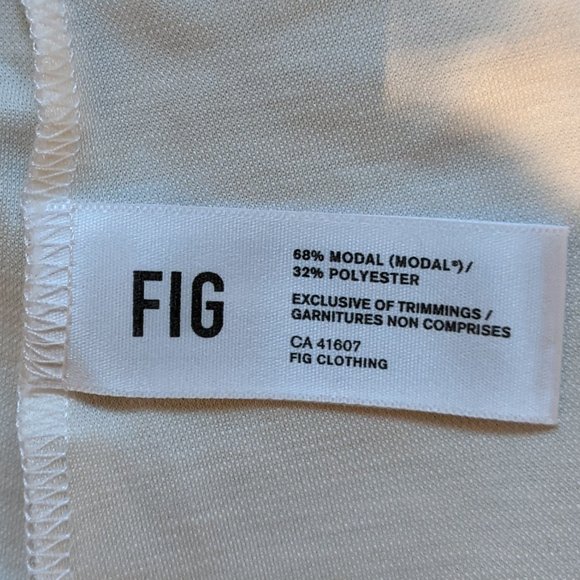 FIG
68% MODAL (MODAL®)/
32% POLYESTER
EXCLUSIVE OF TRIMMINGS /
GARNITURES NON COMPRISES
CA 41607
FIG CLOTHING